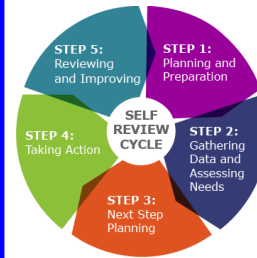 SELF
REVIEW
CYCLE
STEP 1:
Planning and
Preparation
STEP 2:
Gathering
Data and
Assessing
Needs
STEP 3:
Next Step
Planning
STEP 4:
Taking Action
STEP 5:
Reviewing
and Improving